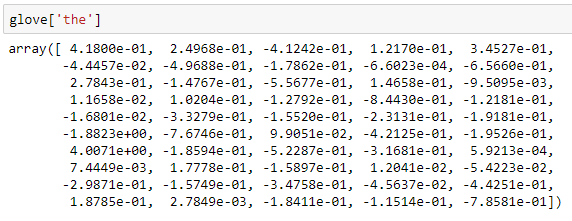 glove['the']
array([ 4.1800e-01,  2.4968e-01, -4.1242e-01,  1.2170e-01,  3.4527e-01,
-4.4457e-02, -4.9688e-01, -1.7862e-01, -6.6023e-04, -6.5660e-01,
2.7843e-01, -1.4767e-01, -5.5677e-01,  1.4658e-01, -9.5095e-03,
1.1658e-02,  1.0204e-01, -1.2792e-01, -8.4430e-01, -1.2181e-01,
-1.6801e-02, -3.3279e-01, -1.5520e-01, -2.3131e-01, -1.9181e-01,
-1.8823e+00, -7.6746e-01,  9.9051e-02, -4.2125e-01, -1.9526e-01,
4.0071e+00, -1.8594e-01, -5.2287e-01, -3.1681e-01,  5.9213e-04,
7.4449e-03,  1.7778e-01, -1.5897e-01,  1.2041e-02, -5.4223e-02,
-2.9871e-01, -1.5749e-01, -3.4758e-01, -4.5637e-02, -4.4251e-01,
1.8785e-01,  2.7849e-03, -1.8411e-01, -1.1514e-01, -7.8581e-01])